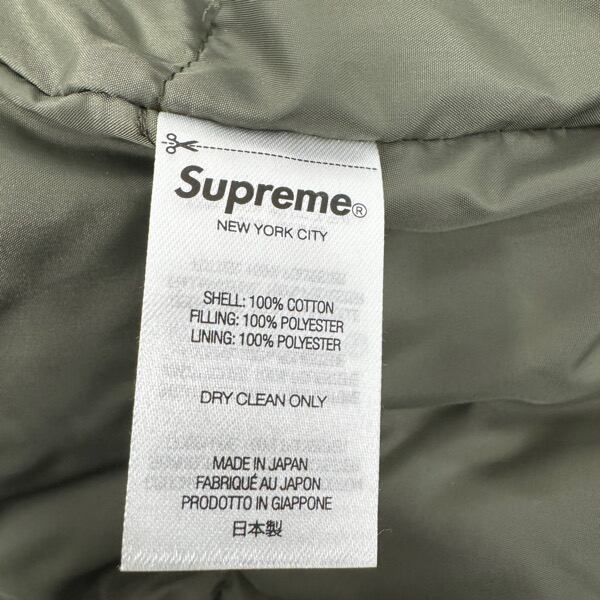 Supreme®
NEW YORK CITY
SHELL: 100% COTTON
FILLING: 100% POLYESTER
LINING: 100% POLYESTER
DRY CLEAN ONLY
MADE IN JAPAN
FABRIQUÉ AU JAPON
PRODOTTO IN GIAPPONE
日本製